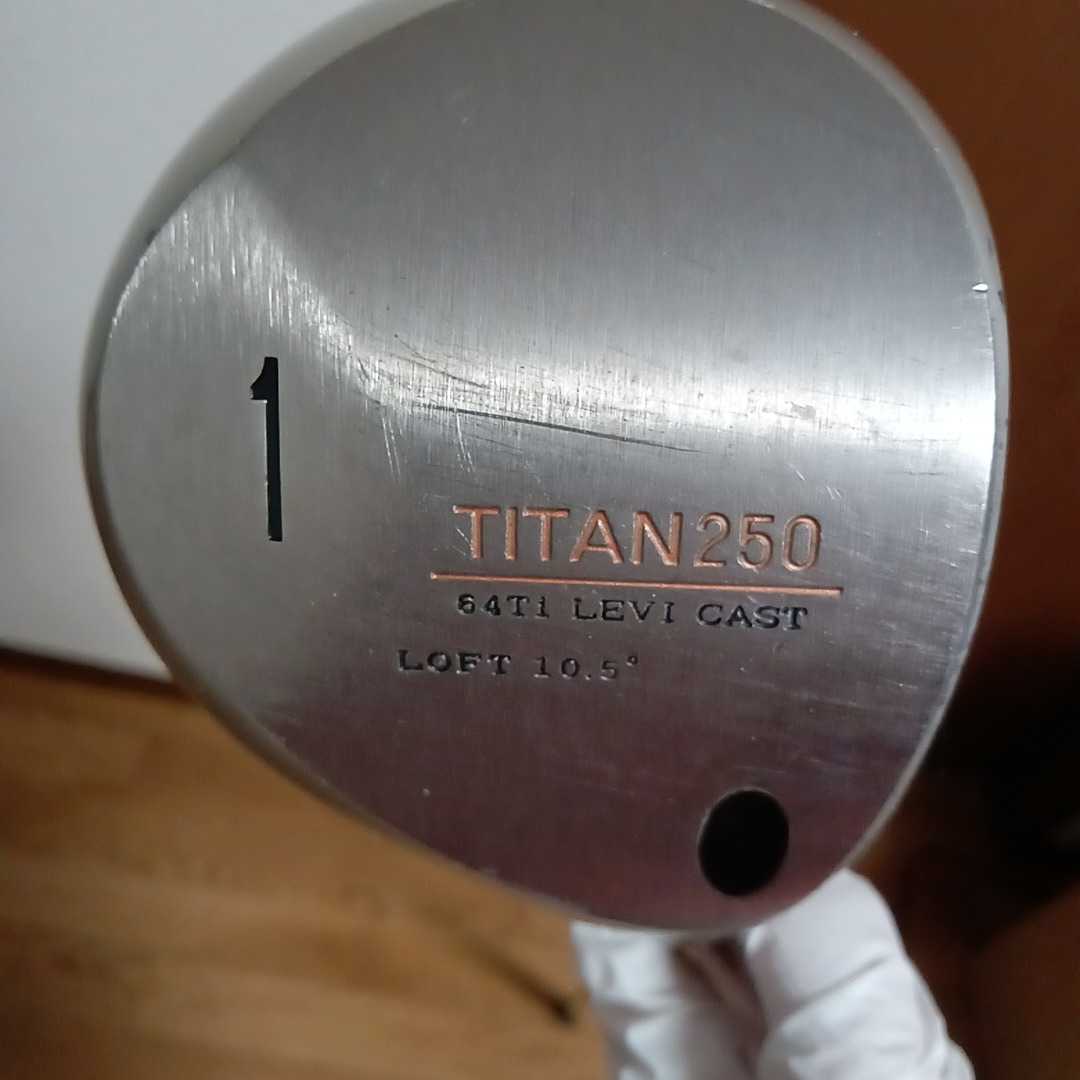 1
TITAN250
64Ti LEVI CAST
LOFT 10.5°